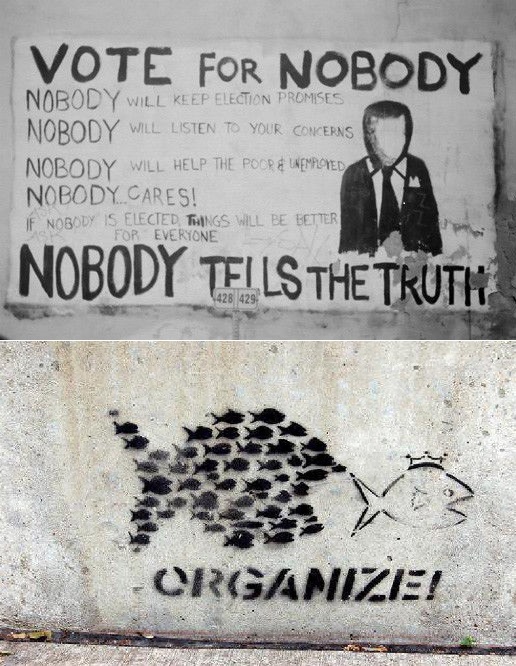 VOTE FOR NOBODY
NOBODY WILL KEEP ELECTION PROMISES
NOBODY WILL LISTEN TO YOUR CONCERNS
NOBODY WILL HELP THE POOR & UNEMPLOYED
NOBODY...CARES!
IF NOBODY IS ELECTED, THINGS WILL BE BETTER
FOR EVERYONE
NOBODY TELLS THE TRUTH
428 429
ORGANIZE!